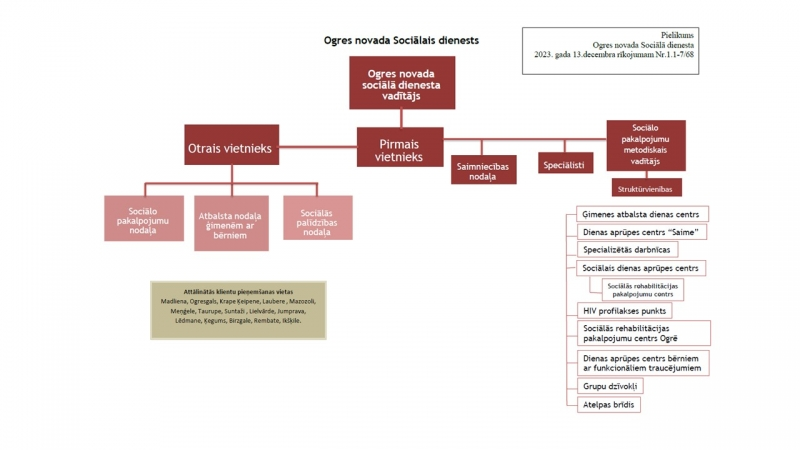 Pielikums
Ogres novada Sociālā dienesta
2023. gada 13.decembra rīkojumam Nr.1.1-7/68
Ogres novada Sociālais dienests
Ogres novada
sociālā dienesta
vadītājs
Otrais vietnieks
Pirmais
vietnieks
Saimniecības
nodaļa
Speciālisti
Sociālo
pakalpojumu
metodiskais
vadītājs
Struktūrvienības
Sociālo
pakalpojumu
nodaļa
Atbalsta nodaļa
ģimenēm ar
bērniem
Sociālās
palīdzības
nodaļa
Attālinātās klientu pieņemšanas vietas
Madliena, Ogresgals, Krape Ķeipene, Laubere , Mazozoli,
Meņģele, Taurupe, Suntaži , Lielvārde, Jumprava,
Lēdmane, Ķegums, Birzgale, Rembate, Ikšķile.
Ģimenes atbalsta dienas centrs
Dienas aprūpes centrs “Saime”
Specializētās darbnīcas
Sociālais dienas aprūpes centrs
Sociālās rehabilitācijas
pakalpojumu centrs
HIV profilakses punkts
Sociālās rehabilitācijas
pakalpojumu centrs Ogrē
Dienas aprūpes centrs bērniem
ar funkcionāliem traucējumiem
Grupu dzīvokļi
Atelpas brīdis